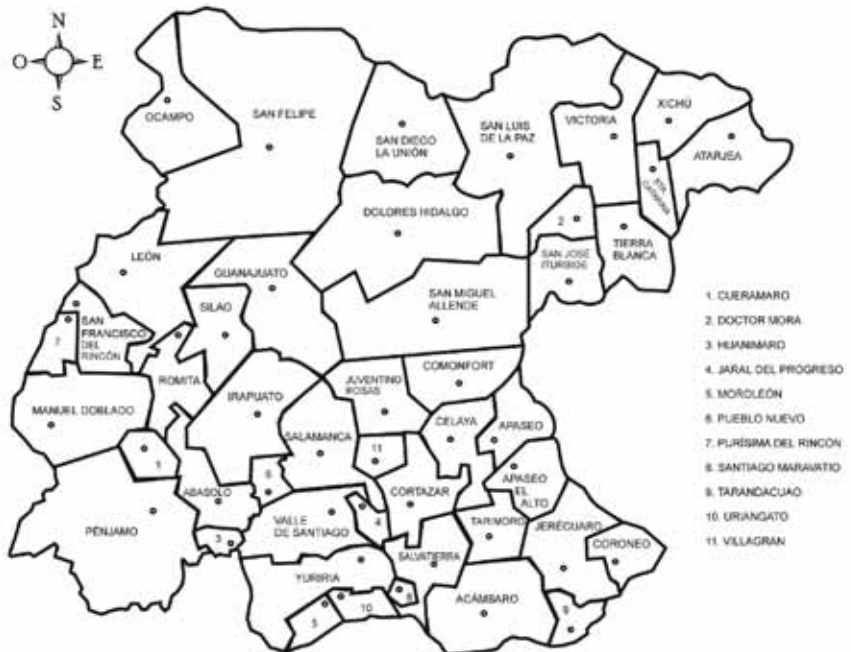 N
O E
S
OCAMPO
SAN FELIPE
SAN DIEGO
LA UNIÓN
SAN LUIS
DE LA PAZ
VICTORIA
XICHÚ
ATARJEA
STA.
CATARINA
DOLORES HIDALGO
2
TIERRA
BLANCA
SAN JOSE
ITURBIDE
LEÓN
GUANAJUATO
SILAO
SAN MIGUEL
ALLENDE
7
SAN
FRANCISCO
DEL
RINCÓN
ROMITA
MANUEL DOBLADO
IRAPUATO
JUVENTINO
ROSAS
COMONFORT
SALAMANCA
CELAYA
APASEO
1
11
6
ABASOLO
APASEO
EL
ALTO
CORTAZAR
PÉNJAMO
VALLE
DE SANTIAGO
4
TARIMORO
JERÉCUARO
3
SALVATIERRA
CORONEO
YURIRIA
8
ACÁMBARO
5
10
9
1. CUERAMARO
2. DOCTOR MORA
3. HUANIMARO
4. JARAL DEL PROGRESO
5. MOROLEÓN
6. PUEBLO NUEVO
7. PURÍSIMA DEL RINCÓN
8. SANTIAGO MARAVATIO
9. TARANDACUAO
10. URIANGATO
11. VILLAGRAN